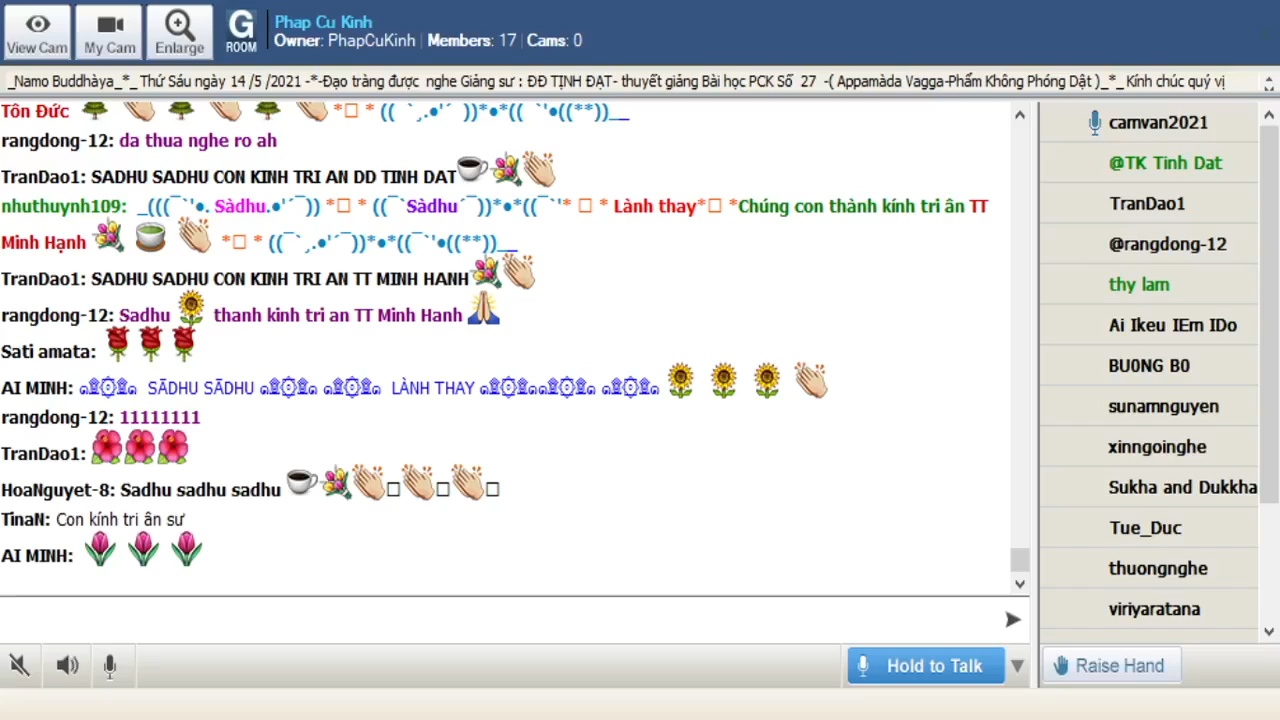 View Cam
My Cam
Enlarge
G
ROOM
Phap Cu Kinh
Owner: PhapCuKinh | Members: 17 | Cams: 0
_Namo Buddhàya_*_ Thứ Sáu ngày 14 /5 /2021 -*-Đạo tràng được nghe Giảng sư : ĐĐ TỊNH ĐẠT- thuyết giảng Bài học PCK Số 27 -( Appamàda Vagga-Phẩm Không Phóng Dật )_*_Kính chúc quý vị
Tôn Đức
rangdong-12: da thua nghe ro ah
TranDao1: SADHU SADHU CON KINH TRI AN DD TINH DAT
nhuthuynh109: _(((¯`'•. Sàdhu.•'´¯)) *□ * ((¯`Sàdhu´¯))*•*((¯`'* □ * Lành thay*□ *Chúng con thành kính tri ân TT
Minh Hạnh
TranDao1: SADHU SADHU CON KINH TRI AN TT MINH HANH
rangdong-12: Sadhu thanh kinh tri an TT Minh Hanh
Sati amata:
AI MINH: SĀDHU SĀDHU LÀNH THAY
rangdong-12: 11111111
TranDao1:
HoaNguyet-8: Sadhu sadhu sadhu
TinaN: Con kính tri ân sư
AI MINH:
Hold to Talk
camvan2021
@TK Tinh Dat
TranDao1
@rangdong-12
thy lam
Ai Ikeu IEm IDo
BU0NG B0
sunamnguyen
xinngoinghe
Sukha and Dukkha
Tue_Duc
thuongnghe
viriyaratana
Raise Hand